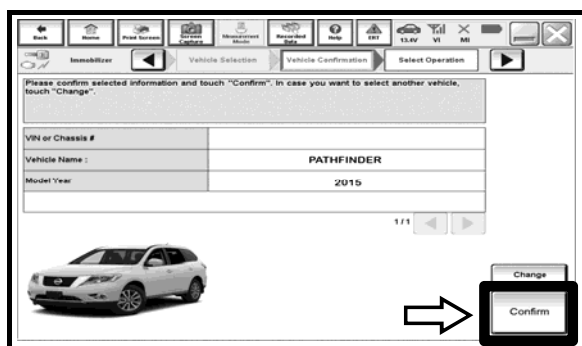 Back
Home
Print Screen
Screen Capture
Measurement Mode
Recorded Data
Help
ERT
13.4V
VI
MI
Immobilizer
Vehicle Selection
Vehicle Confirmation
Select Operation
Please confirm selected information and touch "Confirm". In case you want to select another vehicle,
touch "Change".
VIN or Chassis #
Vehicle Name :
PATHFINDER
Model Year
2015
1/1
Change
Confirm